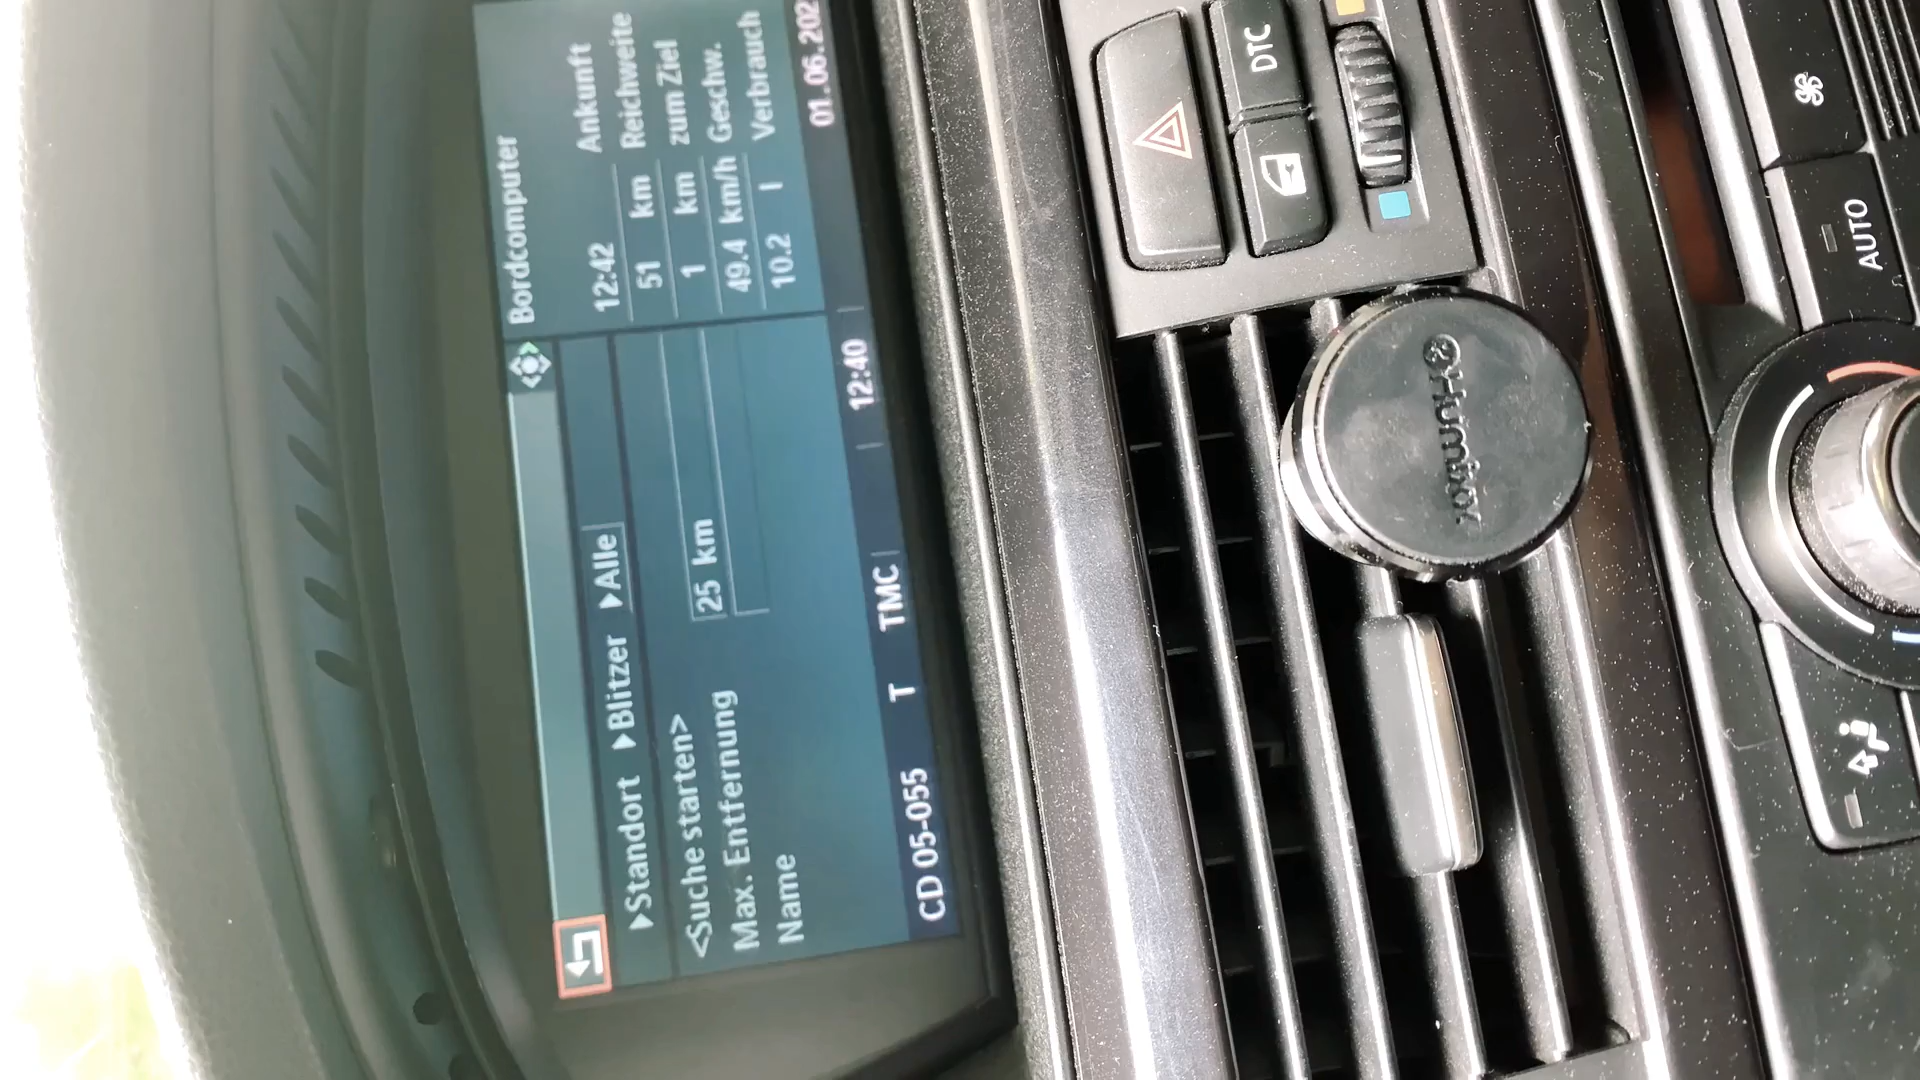 Bordcomputer
▶Standort ▶Blitzer ▶Alle
<Suche starten>
Max. Entfernung 25 km
Name
12:42 Ankunft
51 km Reichweite
1 km zum Ziel
49.4 km/h Geschw.
10.2 l Verbrauch
CD 05-055 T TMC 12:40 01.06.202
DTC
Humixx
AUTO